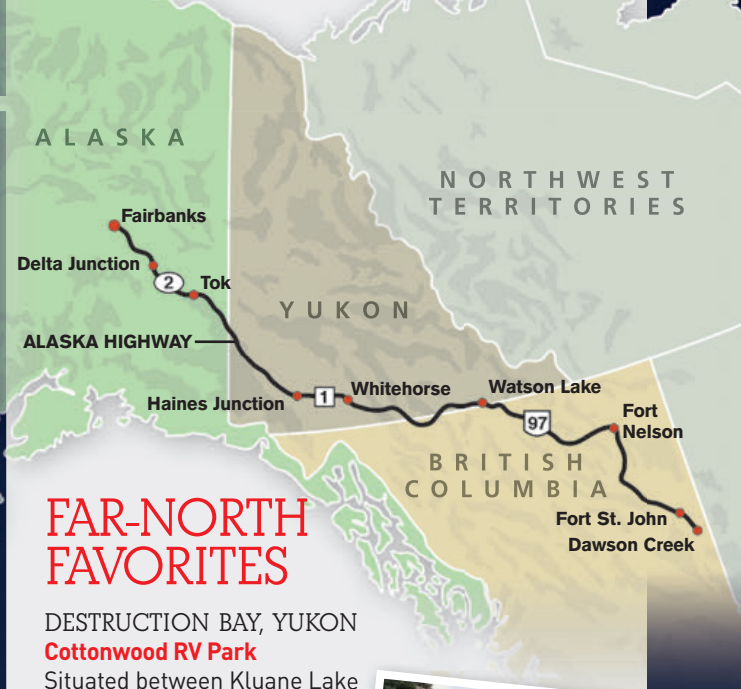 ALASKA
NORTHWEST
TERRITORIES
Fairbanks
Delta Junction
2
Tok
YUKON
ALASKA HIGHWAY
Haines Junction
1
Whitehorse
Watson Lake
97
Fort
Nelson
BRITISH
COLUMBIA
Fort St. John
Dawson Creek
FAR-NORTH
FAVORITES
DESTRUCTION BAY, YUKON
Cottonwood RV Park
Situated between Kluane Lake